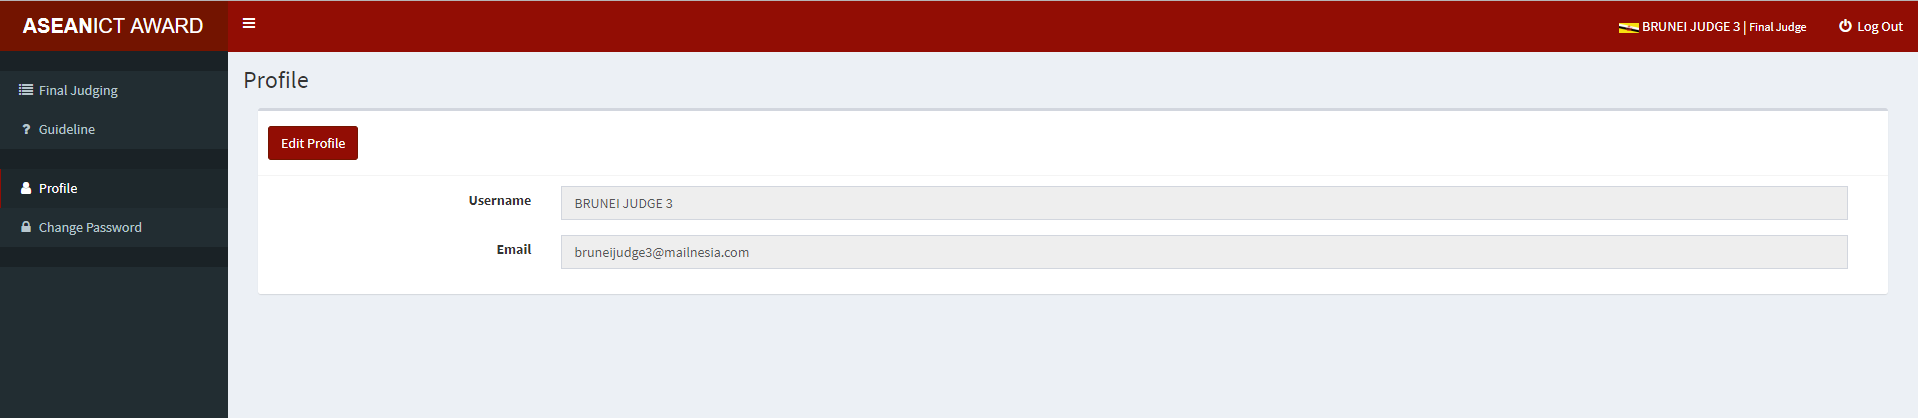 ASEANICT AWARD
BRUNEI JUDGE 3 | Final Judge
Log Out
Final Judging
? Guideline
Profile
Change Password
Profile
Edit Profile
Username
BRUNEI JUDGE 3
Email
bruneijudge3@mailnesia.com